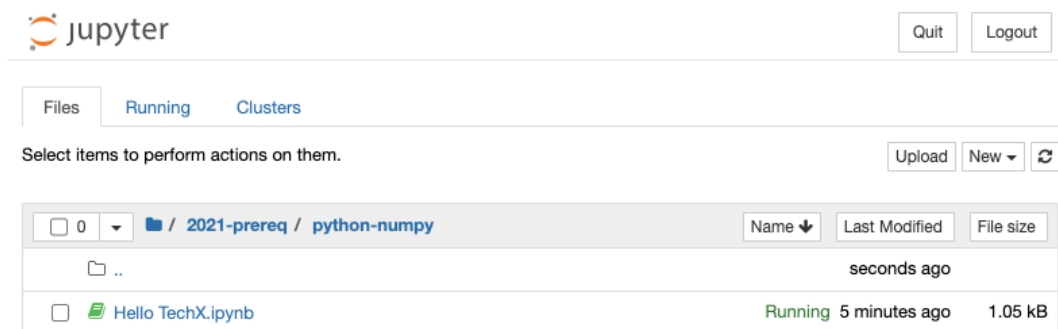 jupyter Quit Logout
Files Running Clusters
Select items to perform actions on them. Upload New
0 / 2021-prereq / python-numpy Name Last Modified File size
.. seconds ago
Hello TechX.ipynb Running 5 minutes ago 1.05 kB